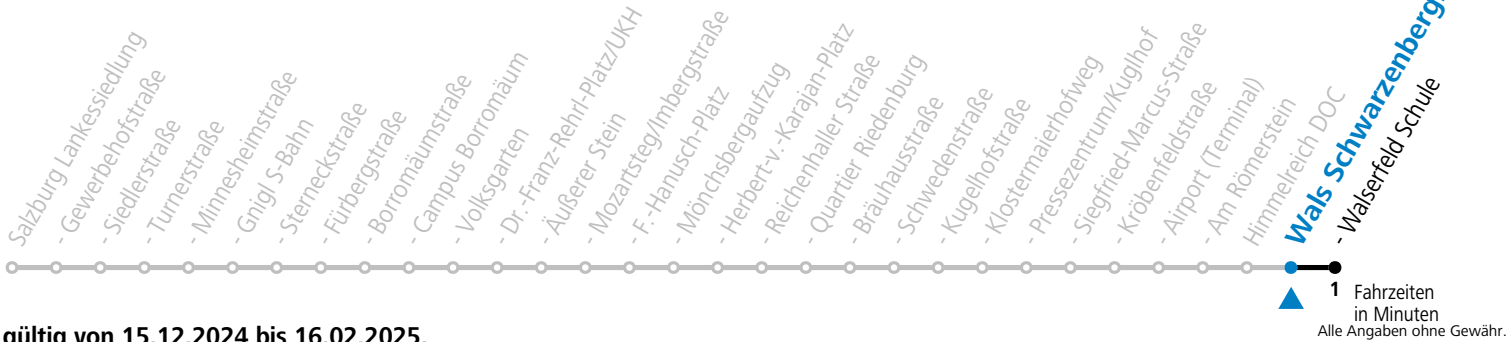 Salzburg Lankessiedlung
- Gewerbehofstraße
- Siedlerstraße
- Turnerstraße
- Minnesheimstraße
- Gnigl S-Bahn
- Sterneckstraße
- Fürbergstraße
- Borromäumstraße
- Campus Borromäum
- Volksgarten
- Dr.-Franz-Rehrl-Platz/UKH
- Äußerer Stein
- Mozartsteg/Imbergstraße
- F.-Hanusch-Platz
- Mönchsbergaufzug
- Herbert-v.-Karajan-Platz
- Reichenhaller Straße
- Quartier Riedenburg
- Bräuhausstraße
- Schwedenstraße
- Kugelhofstraße
- Klostermaierhofweg
- Pressezentrum/Kuglhof
- Siegfried-Marcus-Straße
- Kröbenfeldstraße
- Airport (Terminal)
- Am Römerstein
Himmelreich DOC
Wals Schwarzenberg
- Walserfeld Schule
1 Fahrzeiten
in Minuten
Alle Angaben ohne Gewähr.
gültig von 15.12.2024 bis 16.02.2025.